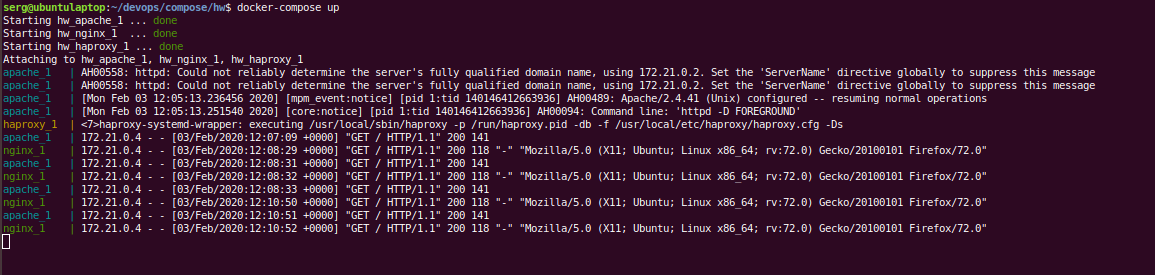 serg@ubuntulaptop:~/devops/compose/hw$ docker-compose up
Starting hw_apache_1 ... done
Starting hw_nginx_1  ... done
Starting hw_haproxy_1 ... done
Attaching to hw_apache_1, hw_nginx_1, hw_haproxy_1
apache_1   | AH00558: httpd: Could not reliably determine the server's fully qualified domain name, using 172.21.0.2. Set the 'ServerName' directive globally to suppress this message
apache_1   | AH00558: httpd: Could not reliably determine the server's fully qualified domain name, using 172.21.0.2. Set the 'ServerName' directive globally to suppress this message
apache_1   | [Mon Feb 03 12:05:13.236456 2020] [mpm_event:notice] [pid 1:tid 140146412663936] AH00489: Apache/2.4.41 (Unix) configured -- resuming normal operations
apache_1   | [Mon Feb 03 12:05:13.251540 2020] [core:notice] [pid 1:tid 140146412663936] AH00094: Command line: 'httpd -D FOREGROUND'
haproxy_1  | <7>haproxy-systemd-wrapper: executing /usr/local/sbin/haproxy -p /run/haproxy.pid -db -f /usr/local/etc/haproxy/haproxy.cfg -Ds
apache_1   | 172.21.0.4 - - [03/Feb/2020:12:07:09 +0000] "GET / HTTP/1.1" 200 141
nginx_1    | 172.21.0.4 - - [03/Feb/2020:12:08:29 +0000] "GET / HTTP/1.1" 200 118 "-" "Mozilla/5.0 (X11; Ubuntu; Linux x86_64; rv:72.0) Gecko/20100101 Firefox/72.0"
apache_1   | 172.21.0.4 - - [03/Feb/2020:12:08:31 +0000] "GET / HTTP/1.1" 200 141
nginx_1    | 172.21.0.4 - - [03/Feb/2020:12:08:32 +0000] "GET / HTTP/1.1" 200 118 "-" "Mozilla/5.0 (X11; Ubuntu; Linux x86_64; rv:72.0) Gecko/20100101 Firefox/72.0"
apache_1   | 172.21.0.4 - - [03/Feb/2020:12:08:33 +0000] "GET / HTTP/1.1" 200 141
nginx_1    | 172.21.0.4 - - [03/Feb/2020:12:10:50 +0000] "GET / HTTP/1.1" 200 118 "-" "Mozilla/5.0 (X11; Ubuntu; Linux x86_64; rv:72.0) Gecko/20100101 Firefox/72.0"
apache_1   | 172.21.0.4 - - [03/Feb/2020:12:10:51 +0000] "GET / HTTP/1.1" 200 141
nginx_1    | 172.21.0.4 - - [03/Feb/2020:12:10:52 +0000] "GET / HTTP/1.1" 200 118 "-" "Mozilla/5.0 (X11; Ubuntu; Linux x86_64; rv:72.0) Gecko/20100101 Firefox/72.0"